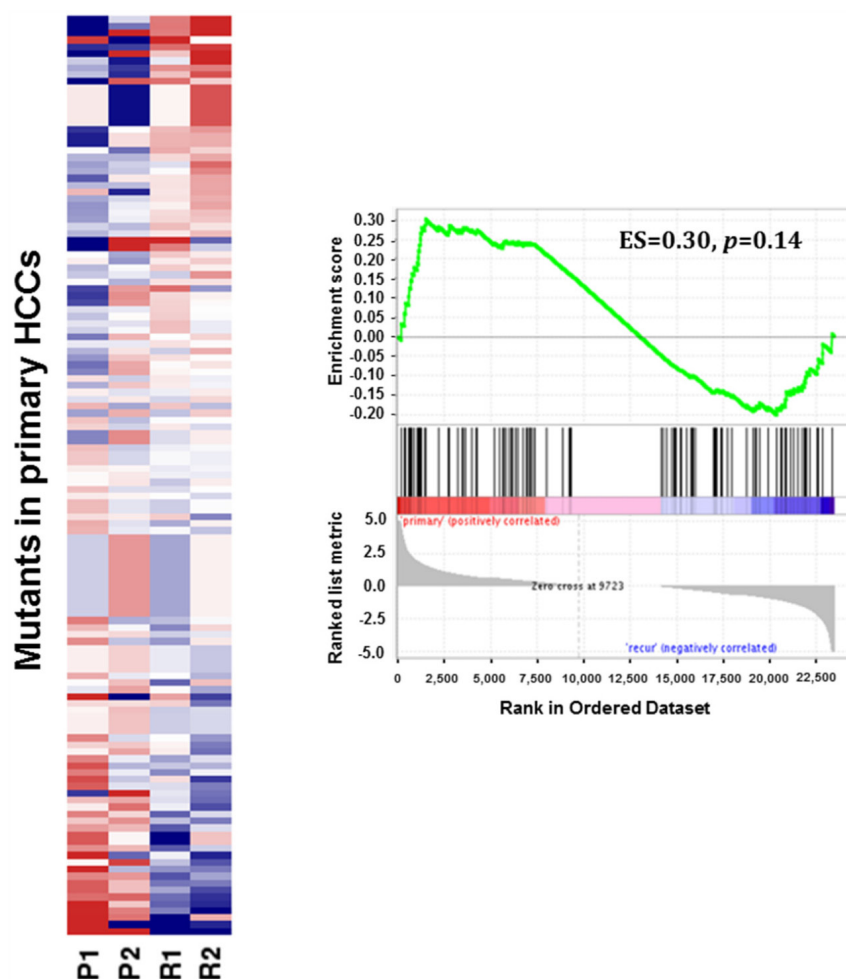 Mutants in primary HCCs
P1 P2 R1 R2
Enrichment score
0.30
0.25
0.20
0.15
0.10
0.05
0.00
-0.05
-0.10
-0.15
-0.20
ES=0.30, p=0.14
Ranked list metric
5.0
2.5
0.0
-2.5
-5.0
'primary' (positively correlated)
Zero cross at 9723
'recur' (negatively correlated)
0 2,500 5,000 7,500 10,000 12,500 15,000 17,500 20,000 22,500
Rank in Ordered Dataset